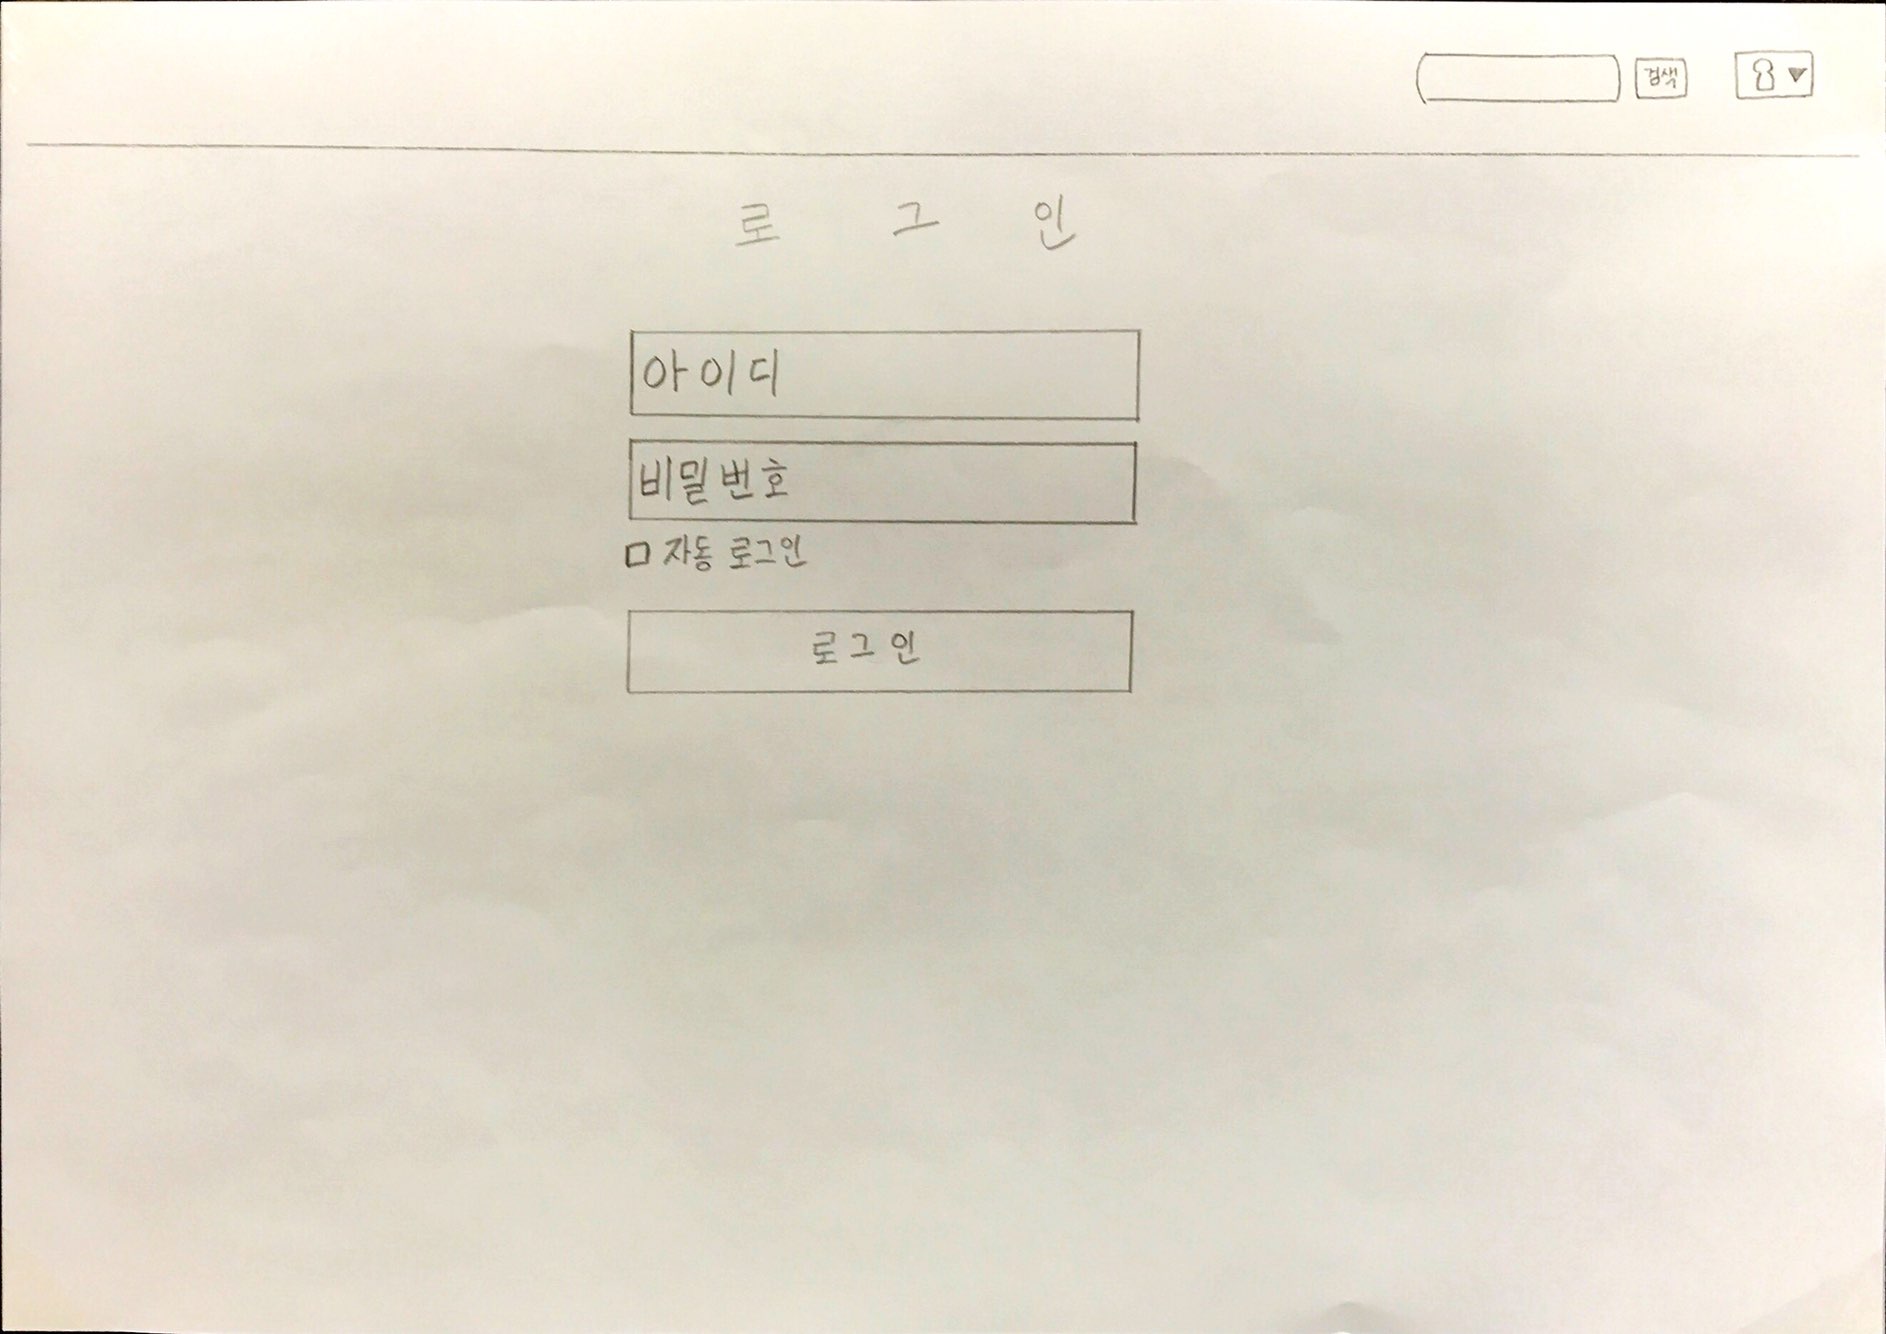 검색
로 그 인
아이디
비밀번호
자동 로그인
로그인